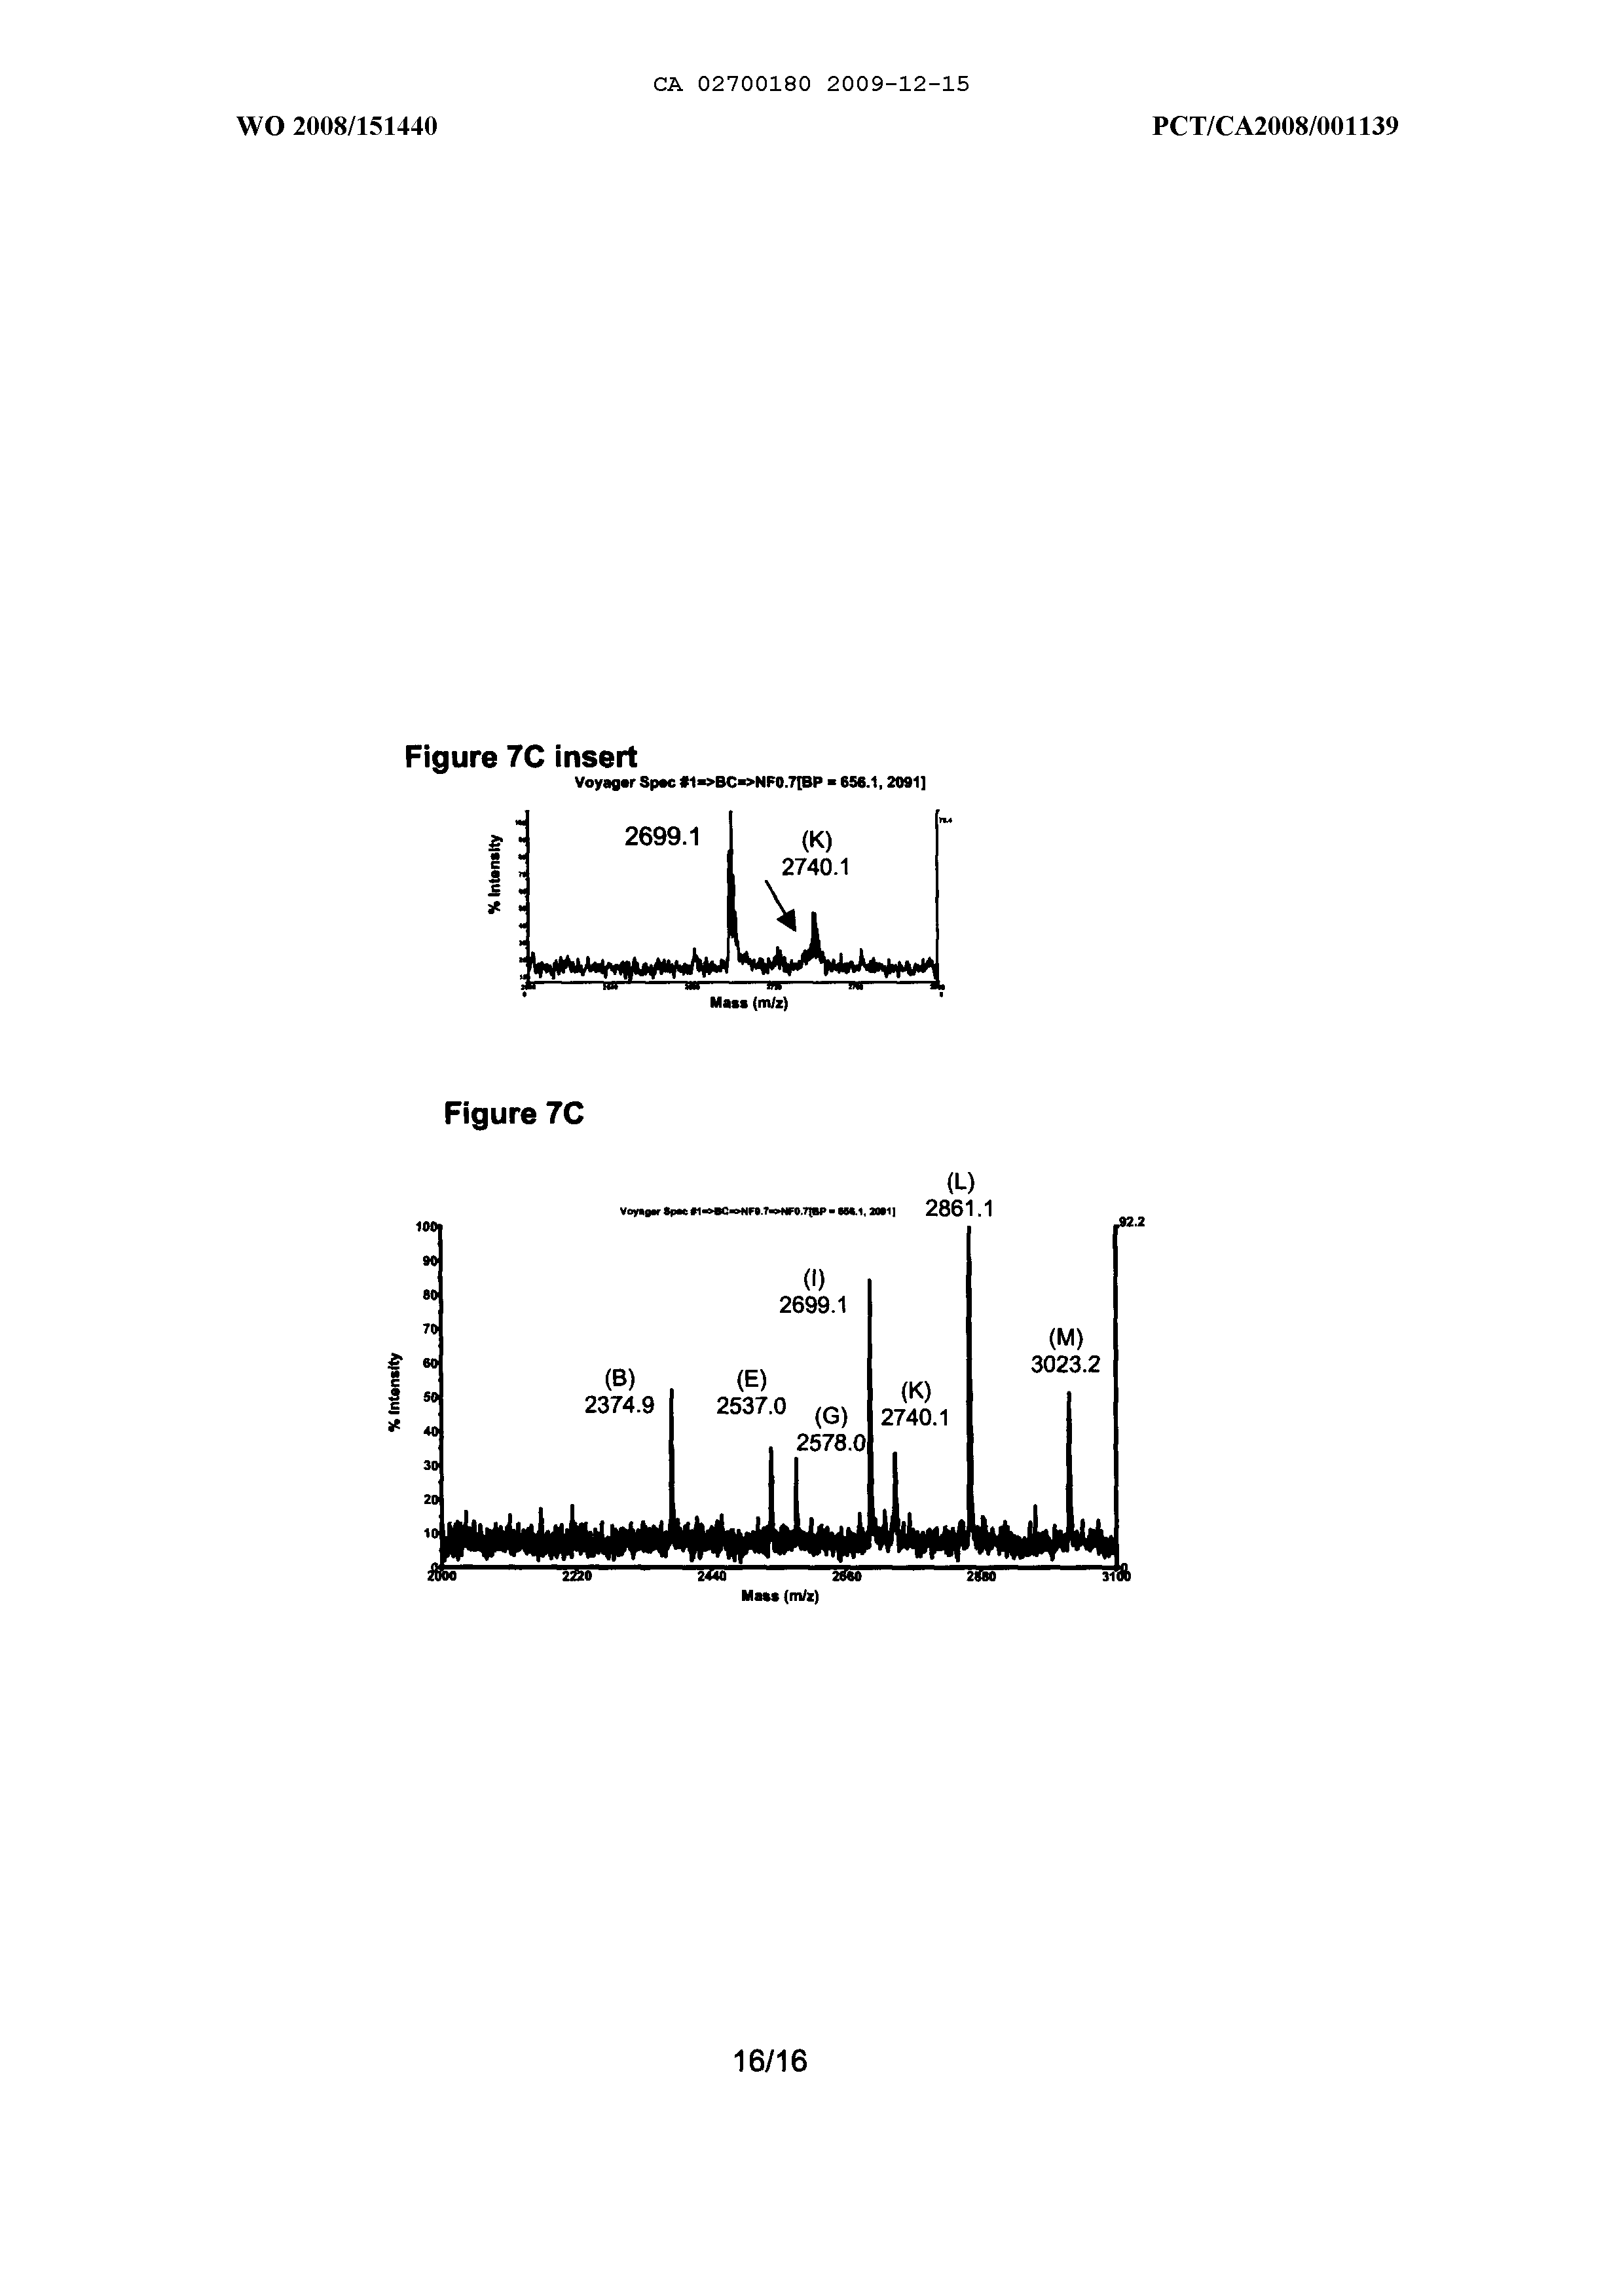 CA 02700180 2009-12-15
WO 2008/151440 PCT/CA2008/001139
Figure 7C insert
Voyager Spec #1=>BC=>NF0.7[BP = 656.1, 2091]
2699.1
(K)
2740.1
% Intensity
Mass (m/z)
Figure 7C
(L)
2861.1
Voyager Spec #1=>BC=>NF0.7=>NF0.7[BP = 656.1, 2091]
92.2
(I)
2699.1
(M)
3023.2
(B)
2374.9
(E)
2537.0
(K)
2740.1
(G)
2578.0
% Intensity
100
90
80
70
60
50
40
30
20
10
0
0
2000 2220 2440 2660 2880 3100
Mass (m/z)
16/16